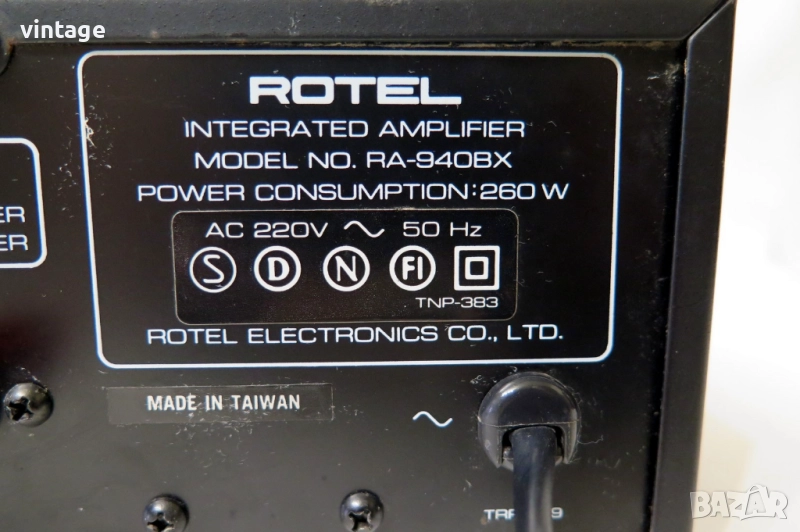 vintage
ROTEL
INTEGRATED AMPLIFIER
MODEL NO. RA-940BX
POWER CONSUMPTION:260 W
AC 220V ~ 50 Hz
S D N FI
TNP-383
ROTEL ELECTRONICS CO., LTD.
MADE IN TAIWAN
~
BAZAR